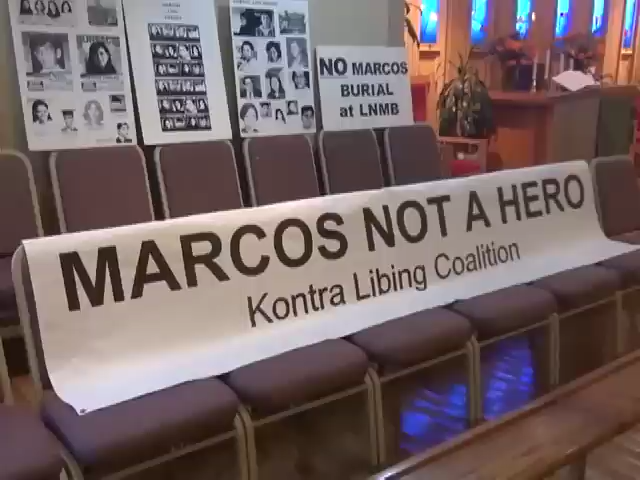 NO MARCOS
BURIAL
at LNMB
MARCOS NOT A HERO
Kontra Libing Coalition